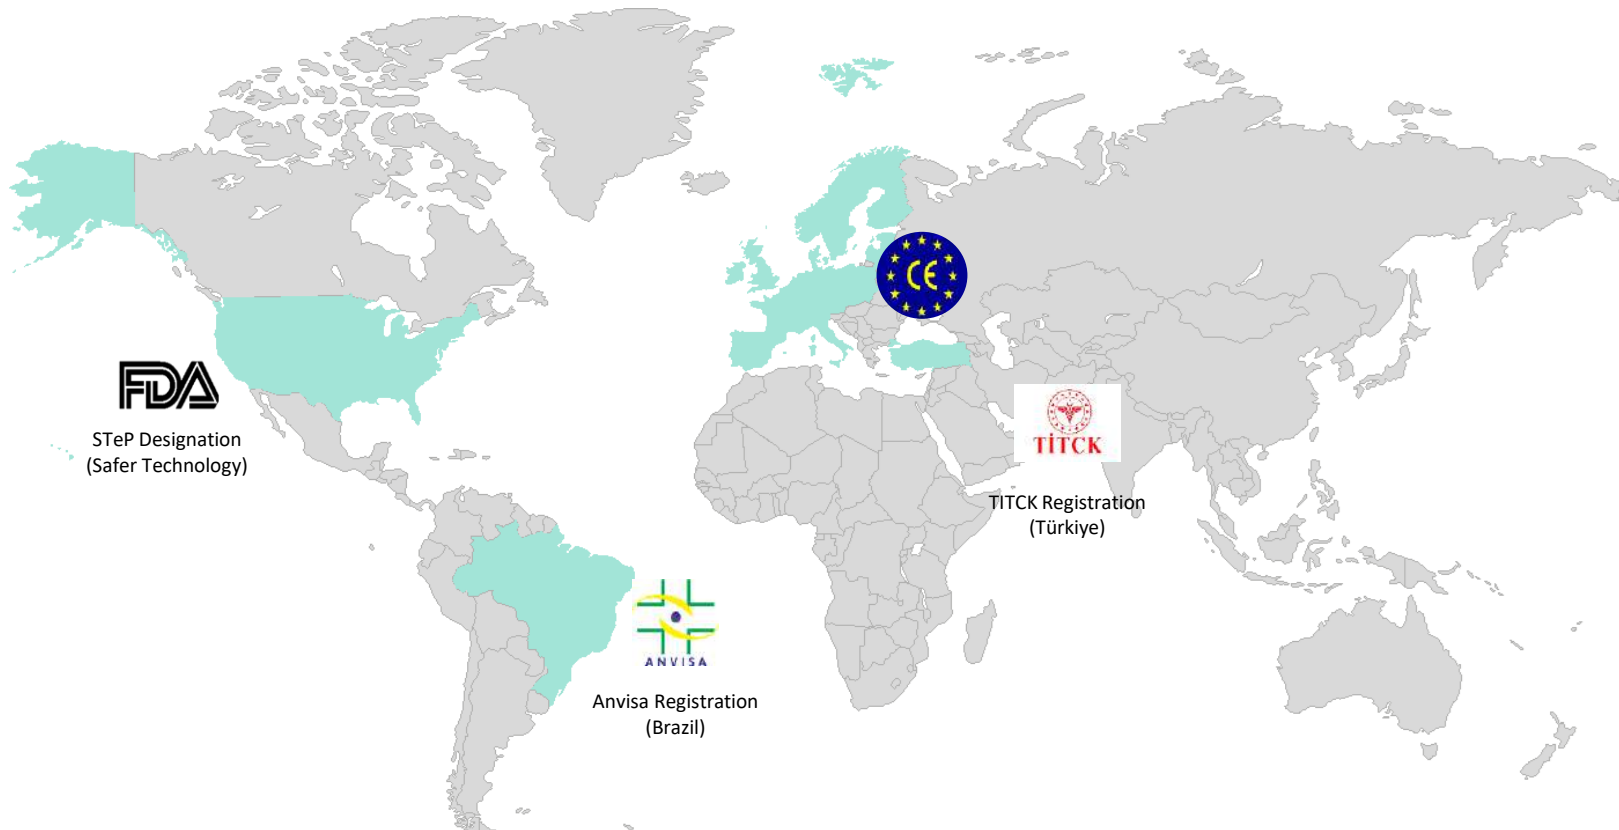 CE
FDA
STeP Designation
(Safer Technology)
TİTCK
TITCK Registration
(Türkiye)
ANVISA
Anvisa Registration
(Brazil)